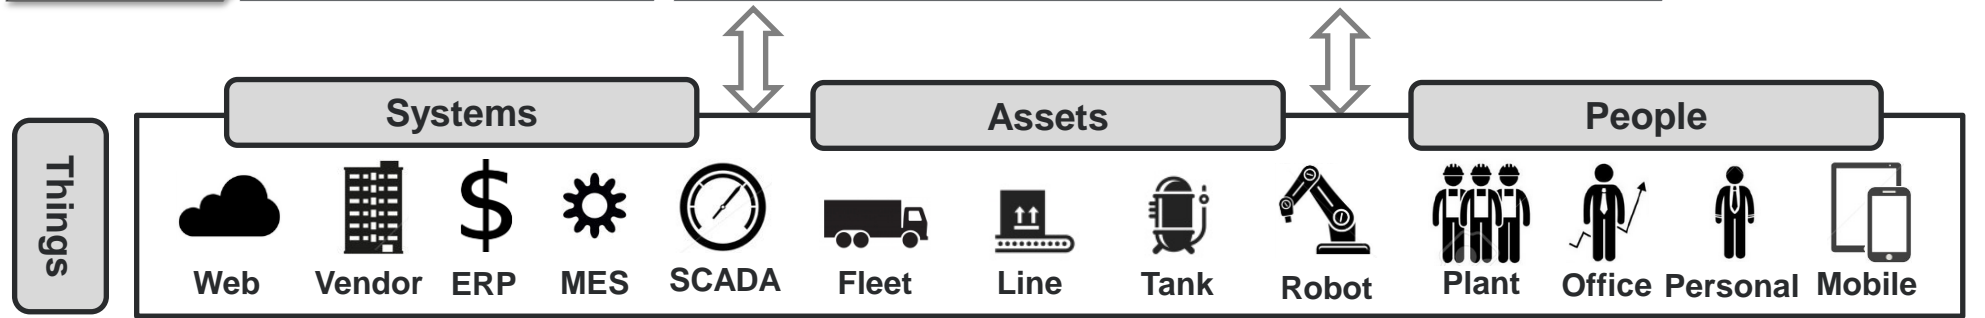 Things
Systems
Assets
People
Web
Vendor
ERP
MES
SCADA
Fleet
Line
Tank
Robot
Plant
Office
Personal
Mobile